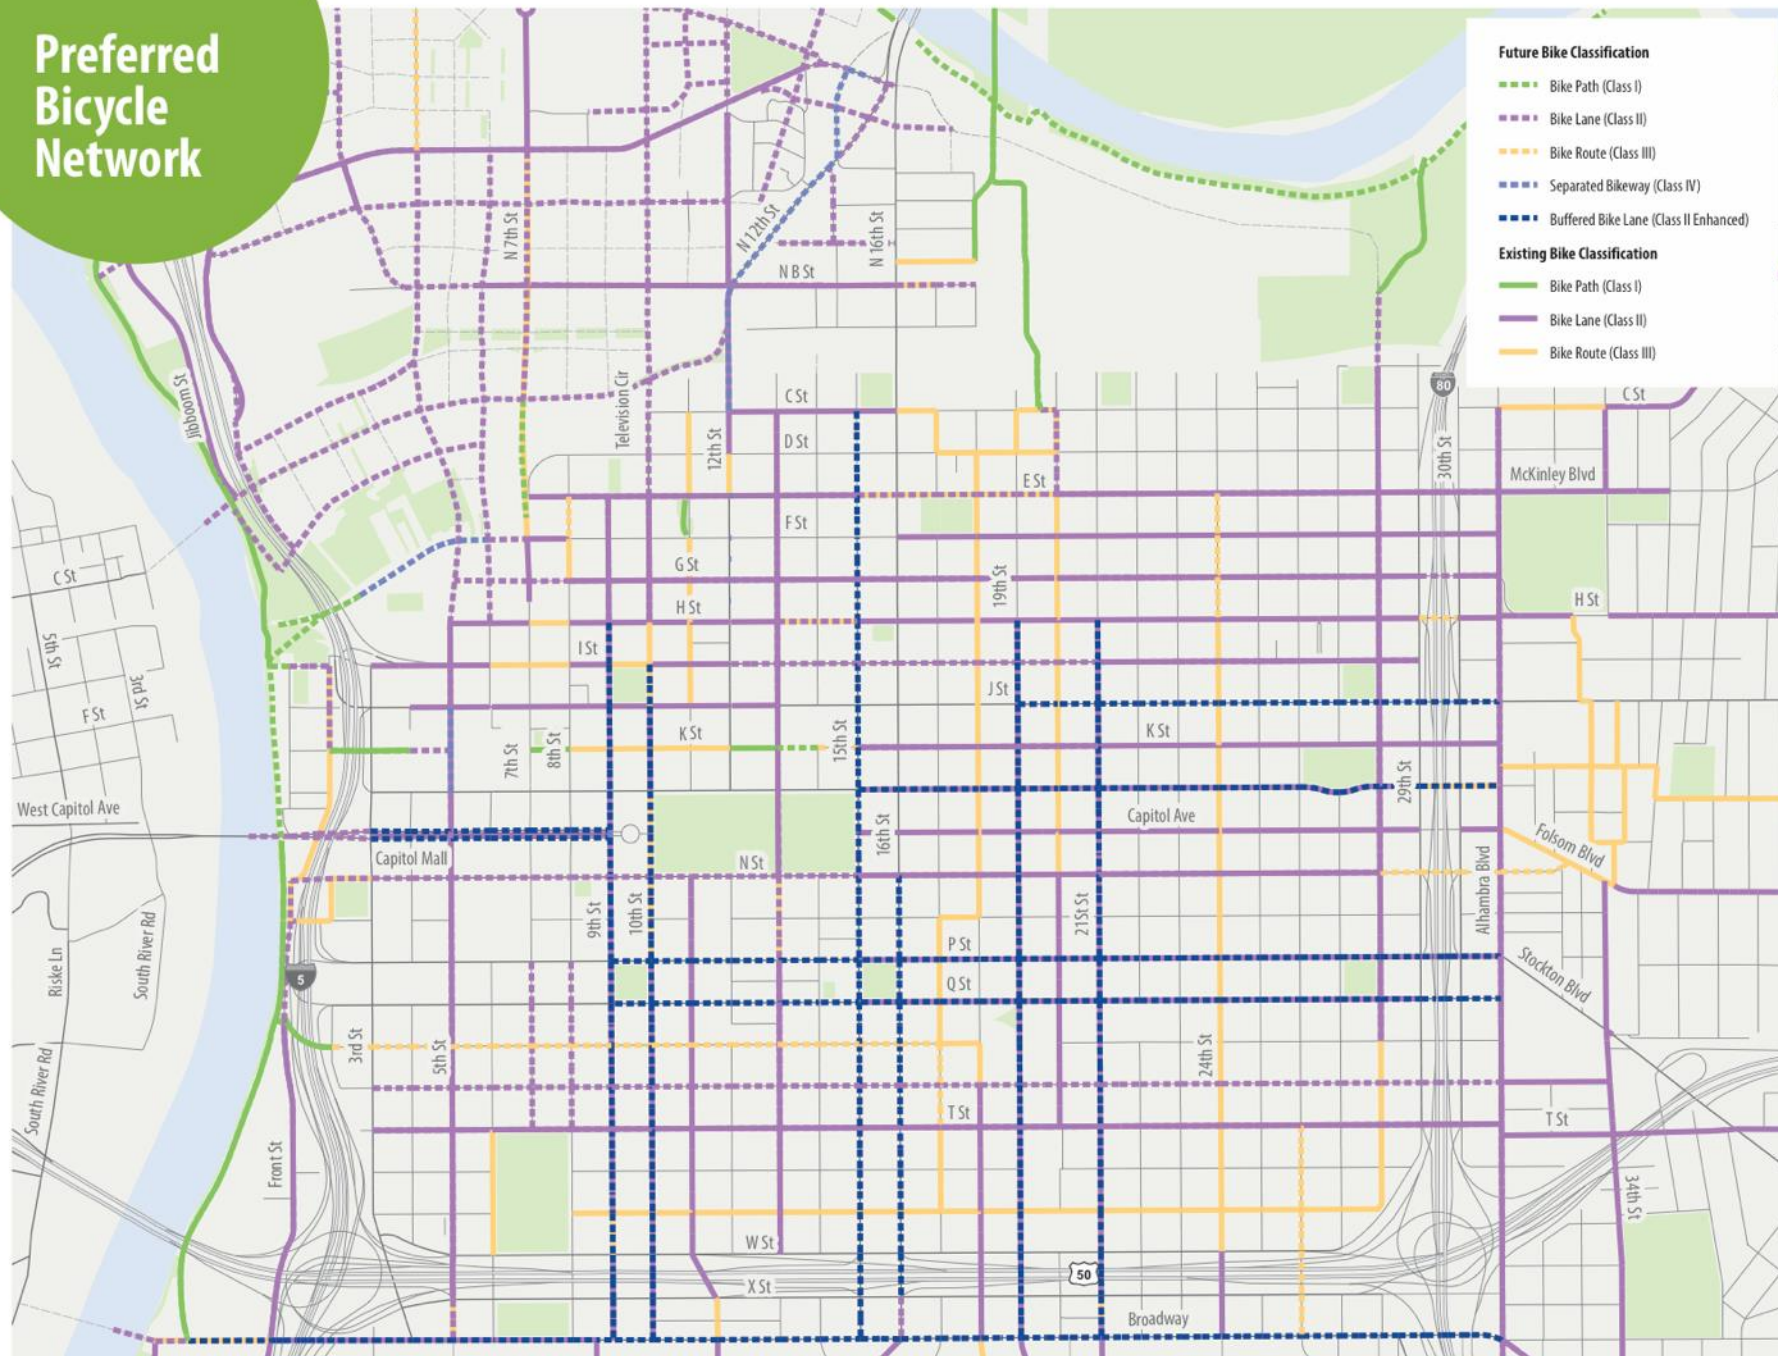 Preferred
Bicycle
Network
Future Bike Classification
Bike Path (Class I)
Bike Lane (Class II)
Bike Route (Class III)
Separated Bikeway (Class IV)
Buffered Bike Lane (Class II Enhanced)
Existing Bike Classification
Bike Path (Class I)
Bike Lane (Class II)
Bike Route (Class III)
N 7th St
N 12th St
N 16th St
N B St
Jibboom St
Television Cir
12th St
C St
D St
E St
F St
G St
H St
I St
J St
K St
K St
80
30th St
C St
McKinley Blvd
H St
C St
5th St
3rd St
F St
19th St
7th St
8th St
15th St
29th St
West Capitol Ave
Capitol Mall
16th St
Capitol Ave
N St
Folsom Blvd
Alhambra Blvd
9th St
10th St
21St St
P St
Q St
Stockton Blvd
Riske Ln
South River Rd
South River Rd
5
3rd St
5th St
24th St
T St
T St
Front St
34th St
W St
X St
50
Broadway